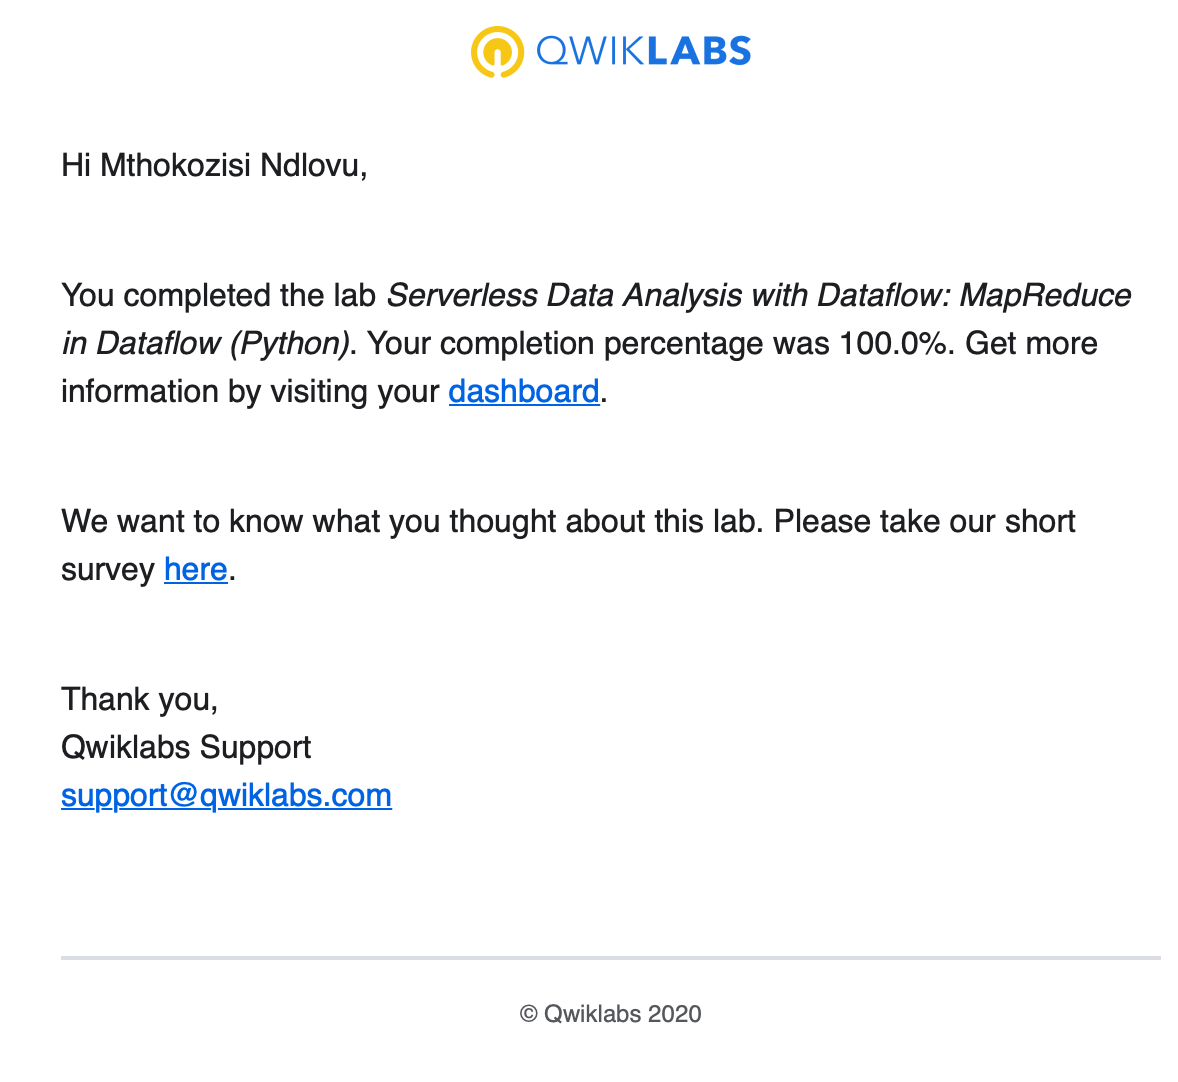 QWIKLABS
Hi Mthokozisi Ndlovu,
You completed the lab Serverless Data Analysis with Dataflow: MapReduce
in Dataflow (Python). Your completion percentage was 100.0%. Get more
information by visiting your dashboard.
We want to know what you thought about this lab. Please take our short
survey here.
Thank you,
Qwiklabs Support
support@qwiklabs.com
© Qwiklabs 2020